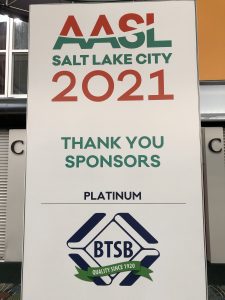 AASL
SALT LAKE CITY
2021
THANK YOU
SPONSORS
PLATINUM
BTSB
QUALITY SINCE 1920
C
C